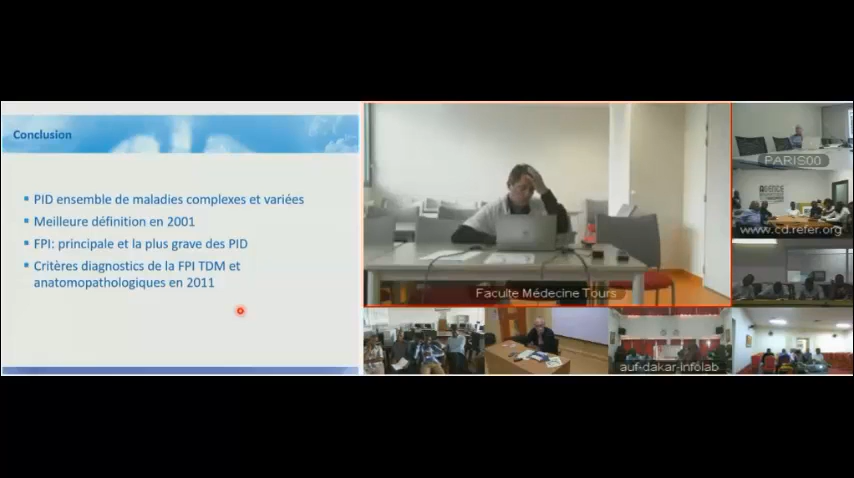 Conclusion
PID ensemble de maladies complexes et variées
Meilleure définition en 2001
FPI: principale et la plus grave des PID
Critères diagnostics de la FPI TDM et
anatomopathologiques en 2011
Faculte Médecine Tours
PARIS00
AGENCE
www.cd.refer.org
auf-dakar-infolab